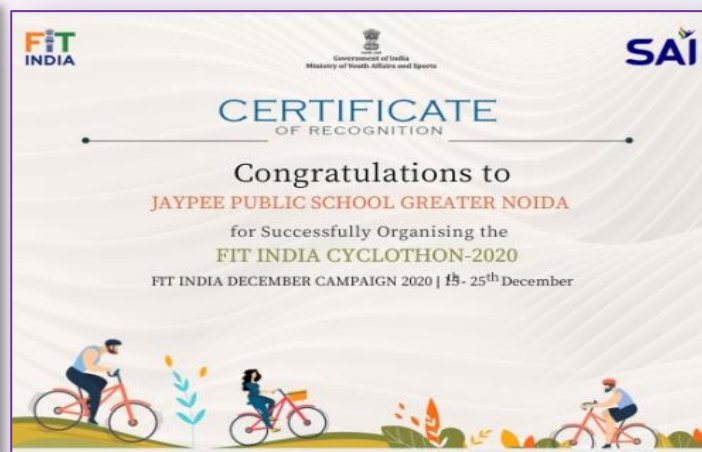 FIT
INDIA
Government of India
Ministry of Youth Affairs and Sports
SAI
CERTIFICATE
OF RECOGNITION
Congratulations to
JAYPEE PUBLIC SCHOOL GREATER NOIDA
for Successfully Organising the
FIT INDIA CYCLOTHON-2020
FIT INDIA DECEMBER CAMPAIGN 2020 | - 25th December